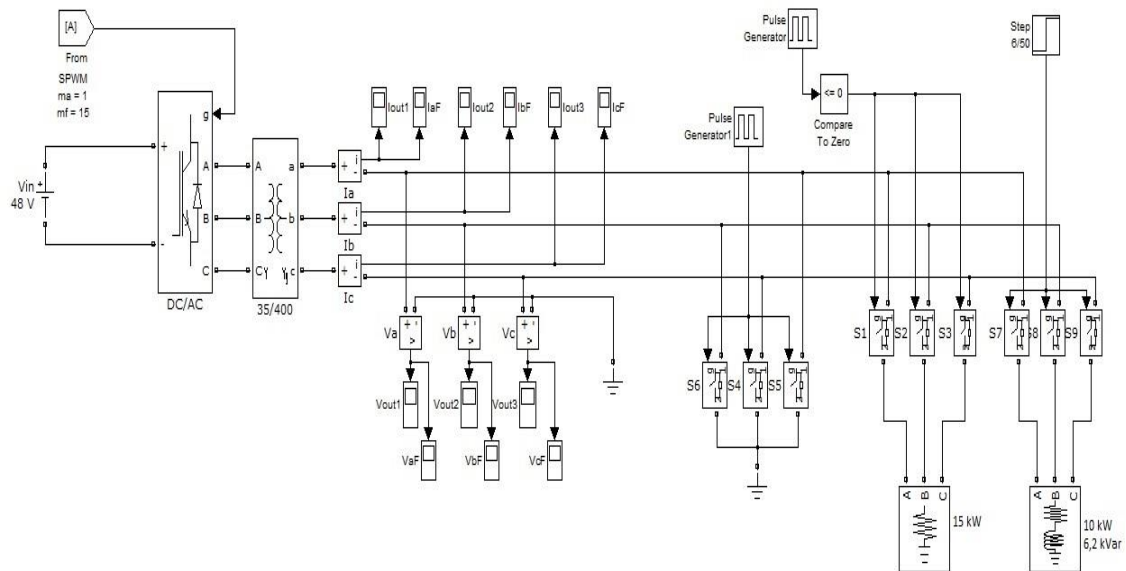 [A]
From
SPWM
ma = 1
mf = 15
g
+
-
A
B
C
DC/AC
Vin
48 V
+
A
B
C
a
b
c
Y
35/400
+
-
i
Ia
+
-
i
Ib
+
-
i
Ic
Iout1
IaF
Iout2
IbF
Iout3
IcF
Va
+ -
v
Vb
+ -
v
Vc
+ -
v
Vout1
Vout2
Vout3
VaF
VbF
VcF
Pulse
Generator1
Pulse
Generator
<= 0
Compare
To Zero
Step
6/50
S6
S4
S5
S1
S2
S3
S7
S8
S9
A B C
15 kW
A B C
10 kW
6,2 kVar